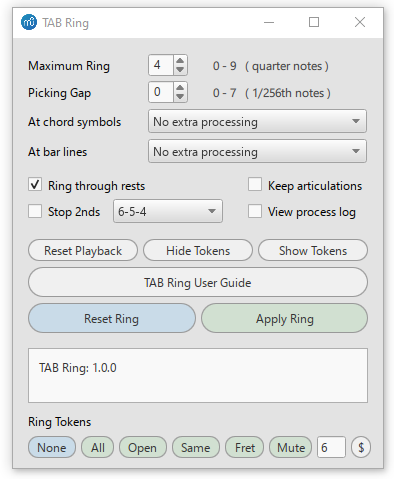 TAB Ring
Maximum Ring 4 0 - 9 ( quarter notes )
Picking Gap 0 0 - 7 ( 1/256th notes )
At chord symbols No extra processing
At bar lines No extra processing
Ring through rests Keep articulations
Stop 2nds 6-5-4 View process log
Reset Playback Hide Tokens Show Tokens
TAB Ring User Guide
Reset Ring Apply Ring
TAB Ring: 1.0.0
Ring Tokens
None All Open Same Fret Mute 6 $